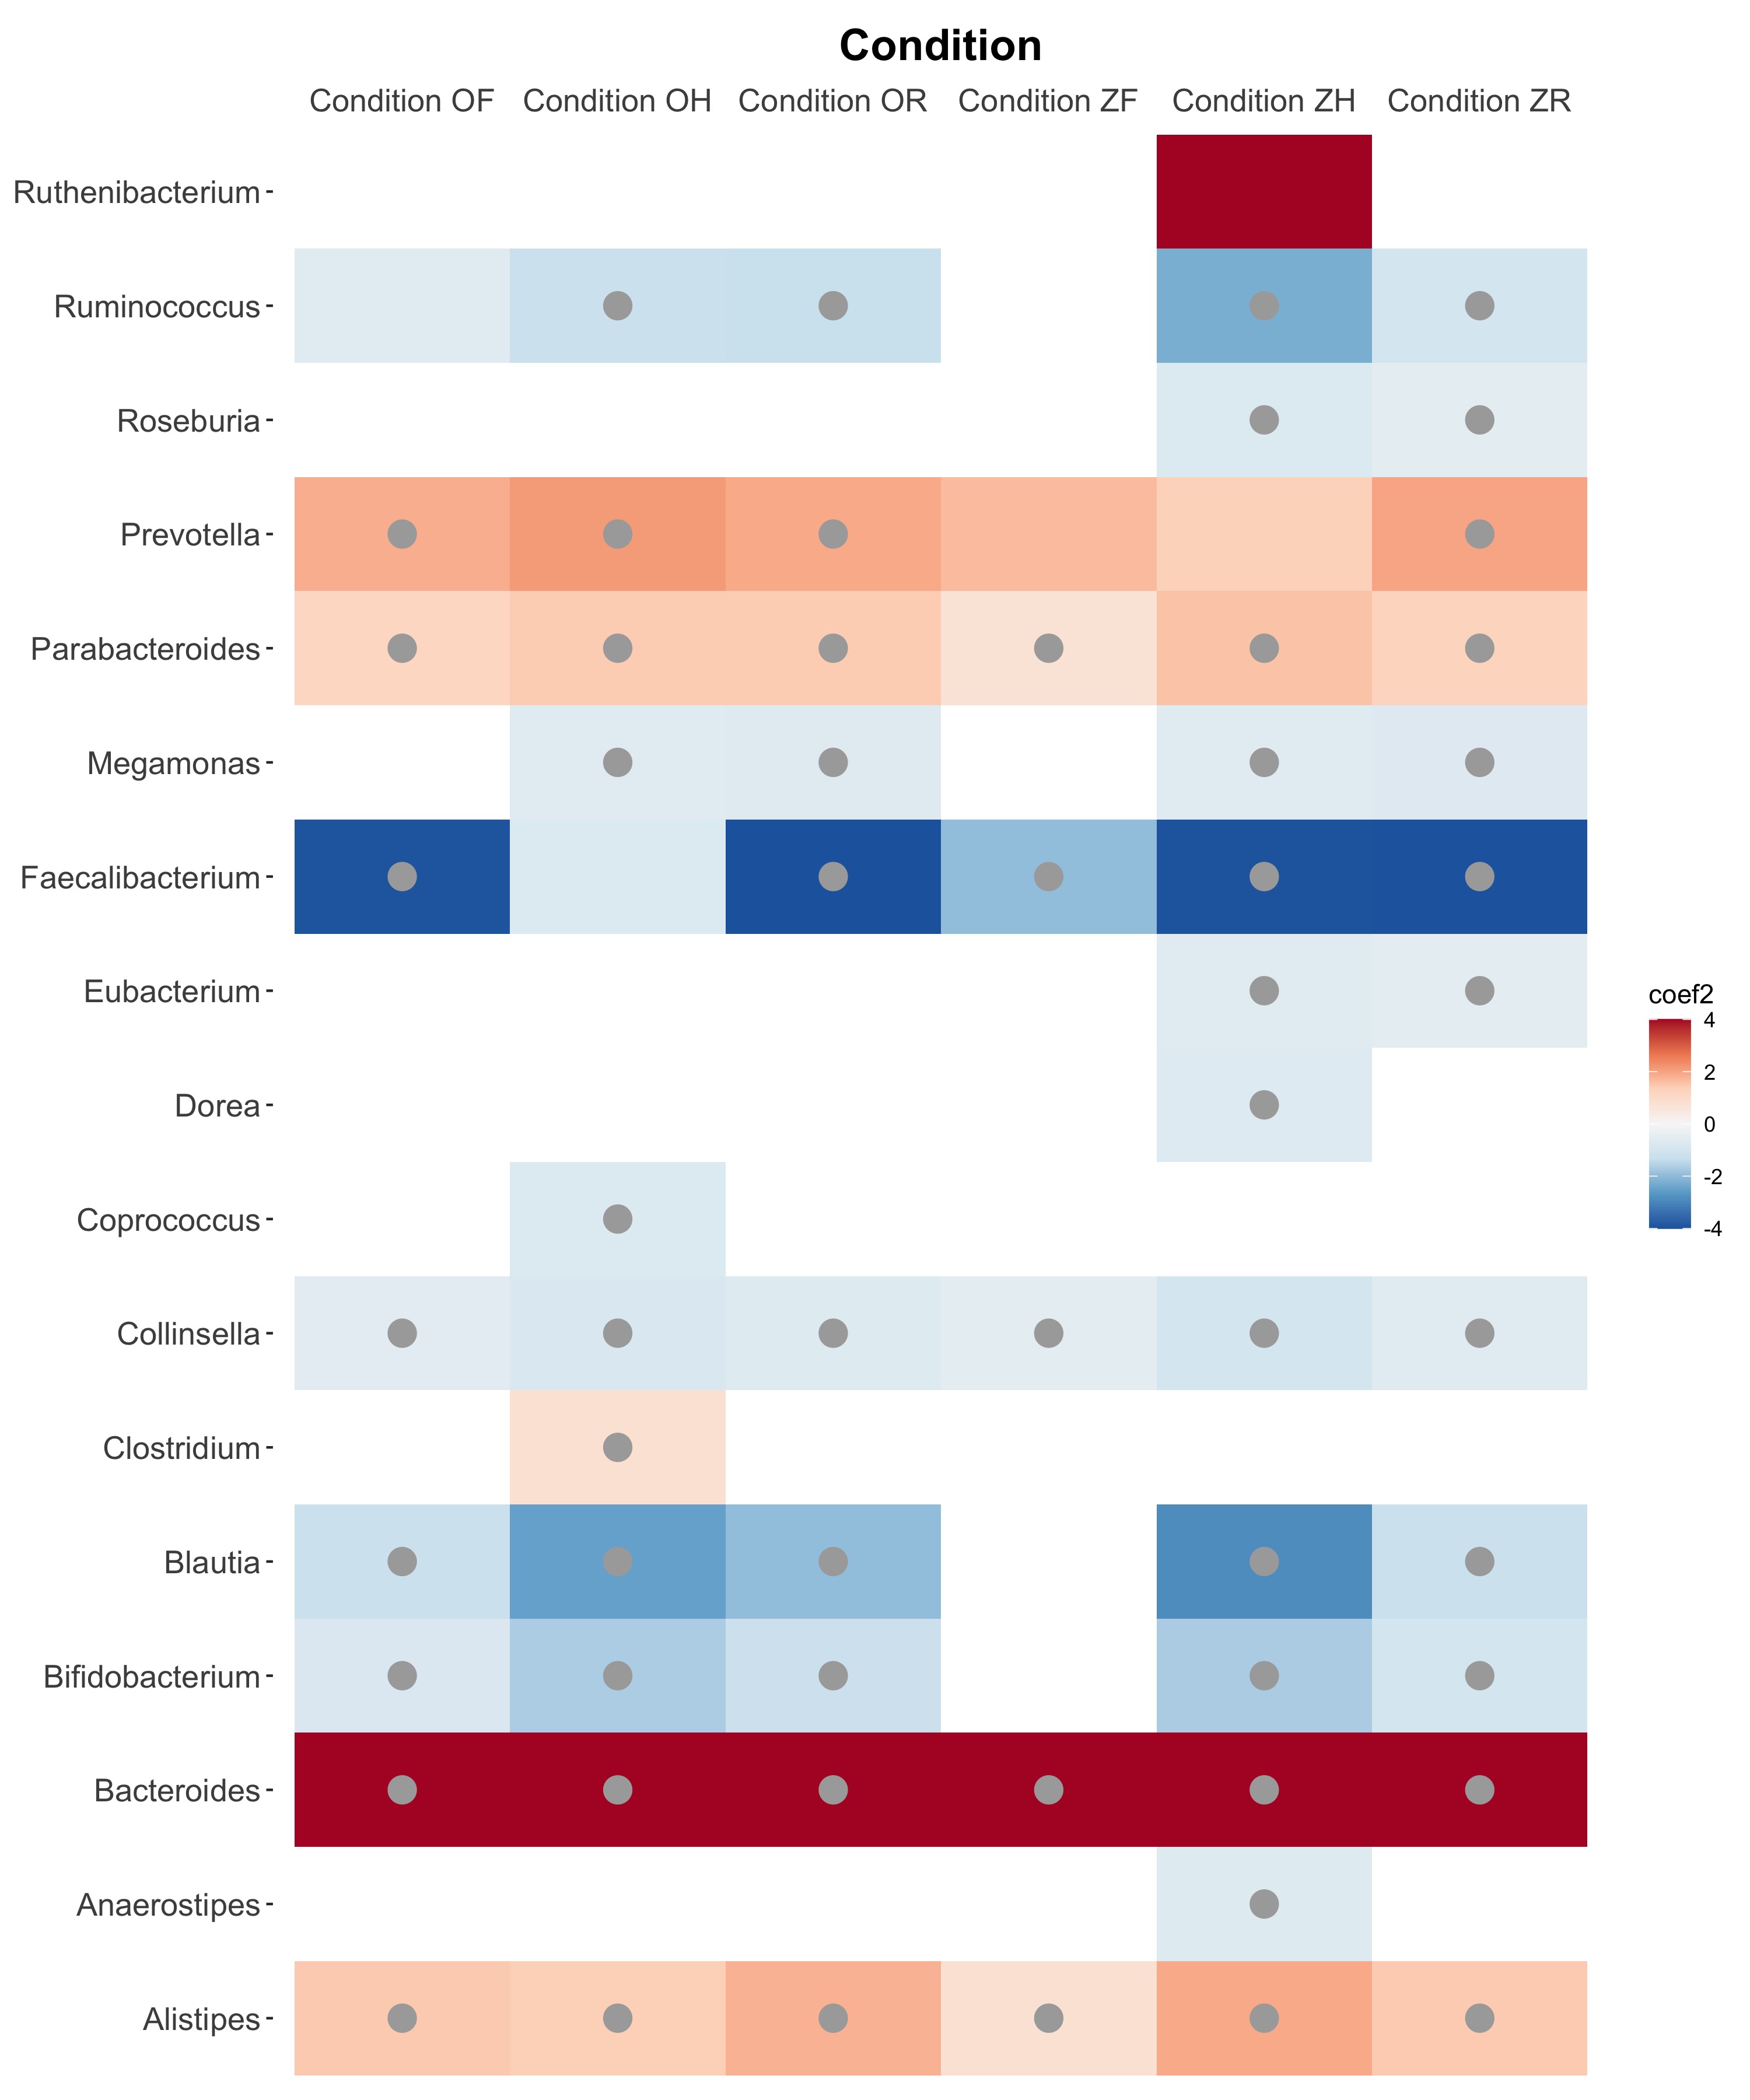 Condition
Condition OF Condition OH Condition OR Condition ZF Condition ZH Condition ZR
Ruthenibacterium
Ruminococcus
Roseburia
Prevotella
Parabacteroides
Megamonas
Faecalibacterium
Eubacterium
Dorea
Coprococcus
Collinsella
Clostridium
Blautia
Bifidobacterium
Bacteroides
Anaerostipes
Alistipes
coef2
4
2
0
-2
-4